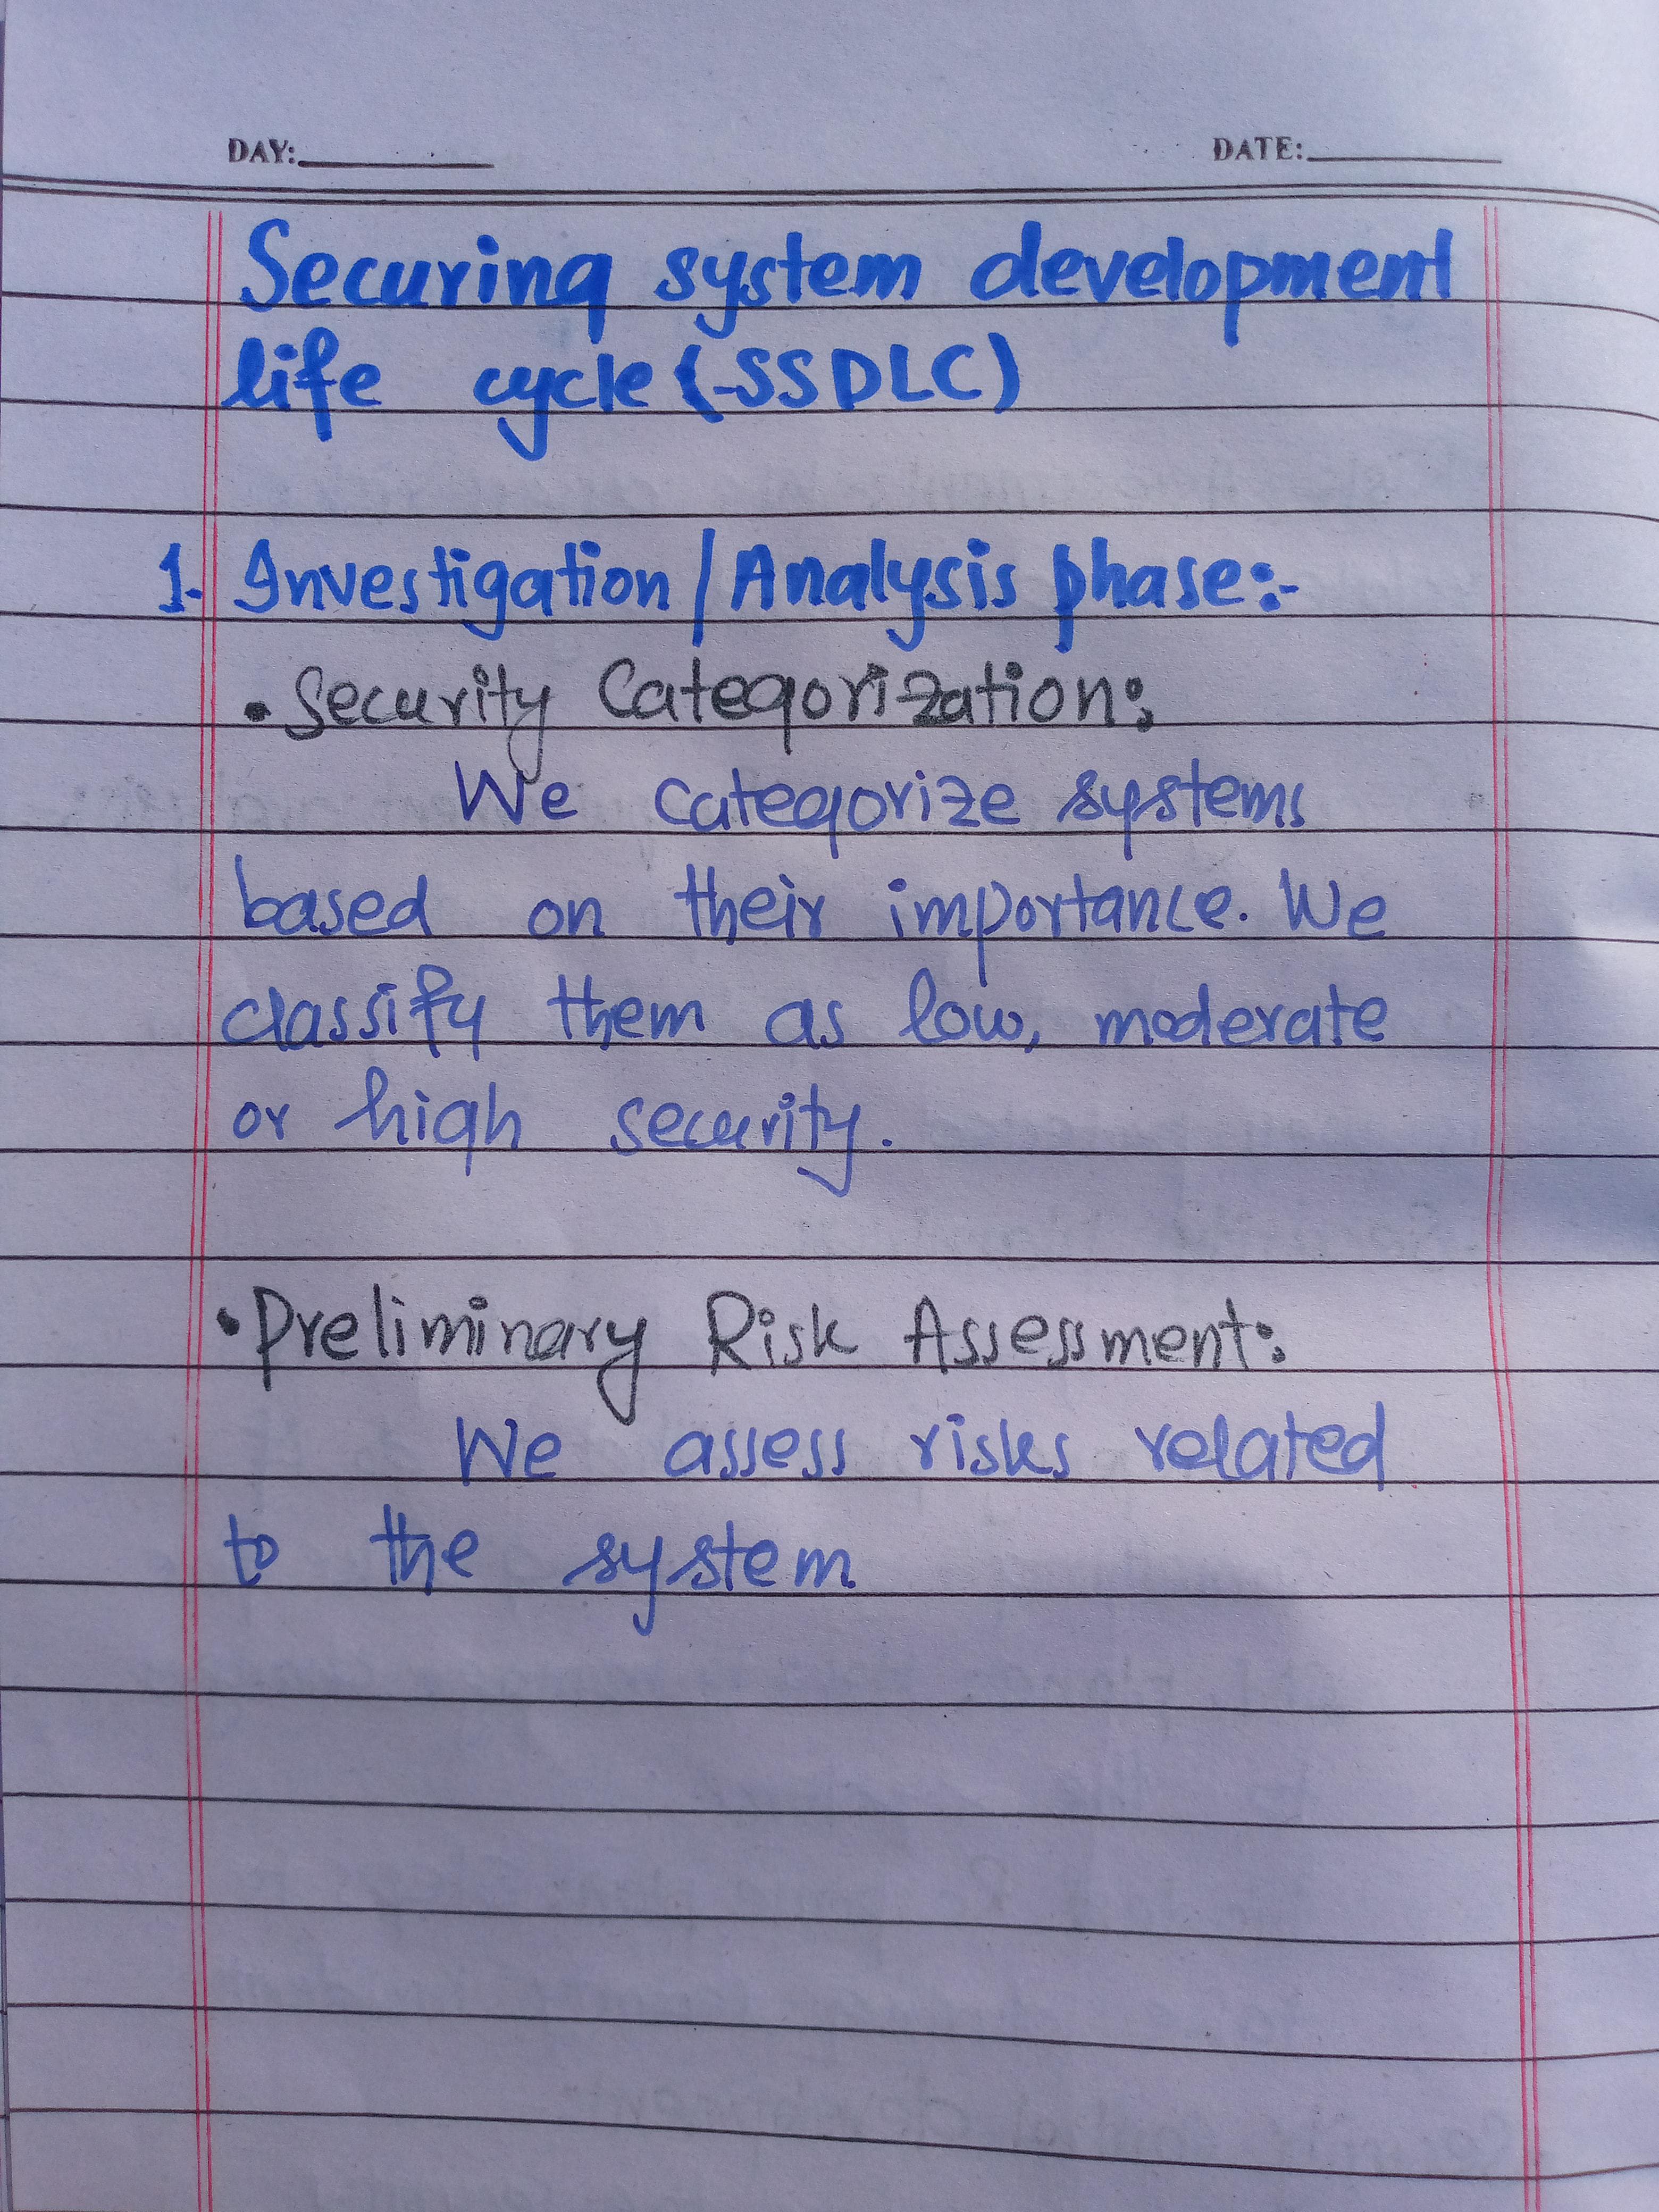 DAY: DATE:
Securing system development
life cycle (-SSDLC)
1. Investigation / Analysis phase:-
• Security Categorization:
We categorize systems
based on their importance. We
classify them as low, moderate
or high security.
• Preliminary Risk Assessment:
We assess risks related
to the system